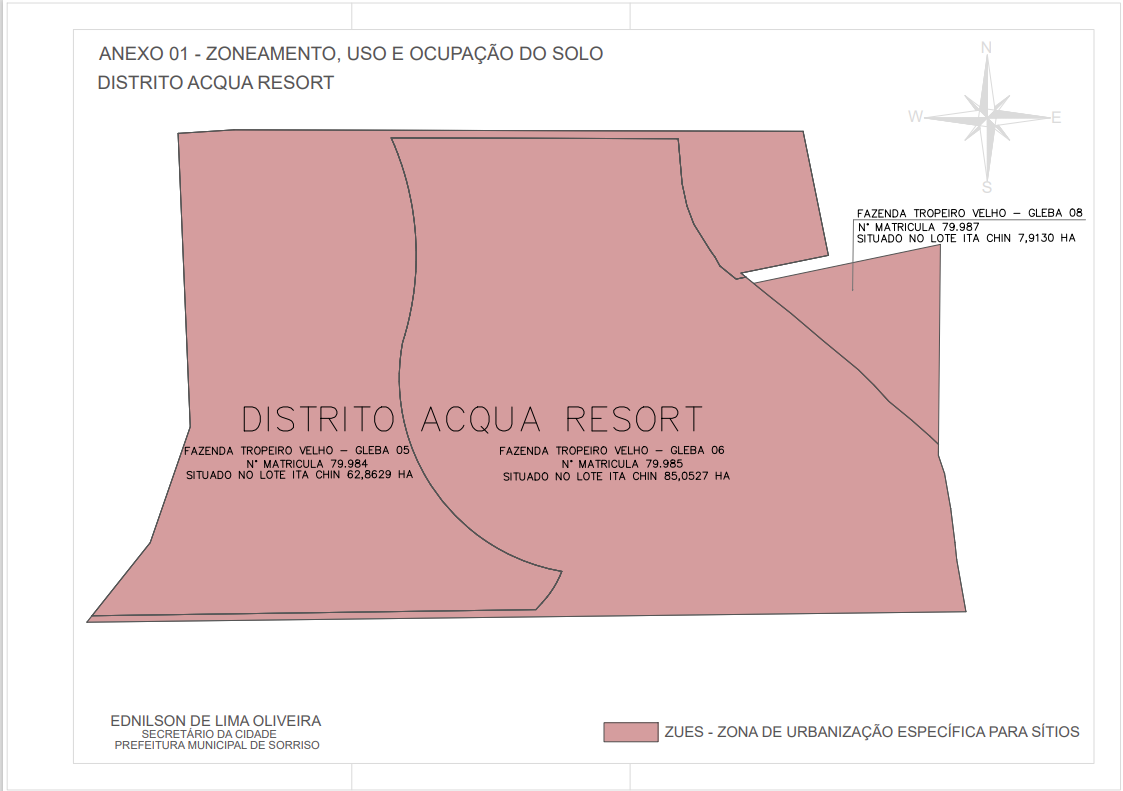 ANEXO 01 - ZONEAMENTO, USO E OCUPAÇÃO DO SOLO
DISTRITO ACQUA RESORT
N
W
E
S
FAZENDA TROPEIRO VELHO – GLEBA 08
N° MATRICULA 79.987
SITUADO NO LOTE ITA CHIN 7,9130 HA
DISTRITO ACQUA RESORT
FAZENDA TROPEIRO VELHO – GLEBA 05
N° MATRICULA 79.984
SITUADO NO LOTE ITA CHIN 62,8629 HA
FAZENDA TROPEIRO VELHO – GLEBA 06
N° MATRICULA 79.985
SITUADO NO LOTE ITA CHIN 85,0527 HA
EDNILSON DE LIMA OLIVEIRA
SECRETÁRIO DA CIDADE
PREFEITURA MUNICIPAL DE SORRISO
ZUES - ZONA DE URBANIZAÇÃO ESPECÍFICA PARA SÍTIOS